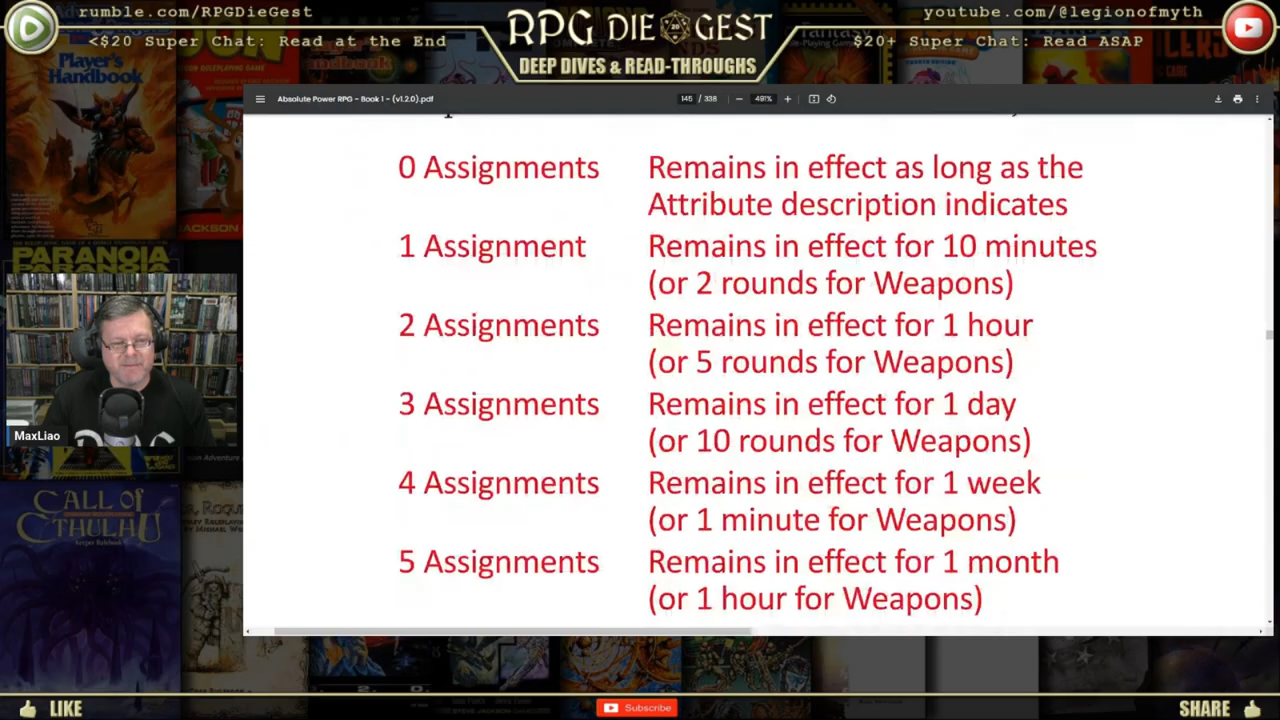 rumble.com/RPGDieGest
<$20 Super Chat: Read at the End
RPG DIE GEST
DEEP DIVES & READ-THROUGHS
youtube.com/@legionofmyth
$20+ Super Chat: Read ASAP
Player's
Handbook
Absolute Power RPG - Book 1 - (v1.2.0).pdf
145 / 338
491%
0 Assignments Remains in effect as long as the
Attribute description indicates
1 Assignment Remains in effect for 10 minutes
(or 2 rounds for Weapons)
2 Assignments Remains in effect for 1 hour
(or 5 rounds for Weapons)
3 Assignments Remains in effect for 1 day
(or 10 rounds for Weapons)
4 Assignments Remains in effect for 1 week
(or 1 minute for Weapons)
5 Assignments Remains in effect for 1 month
(or 1 hour for Weapons)
PARANOIA
MaxLiao
CALL of
CTHULHU
LIKE
Subscribe
SHARE